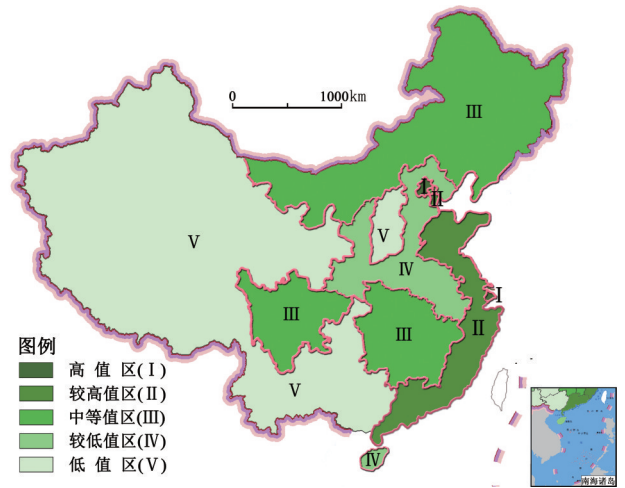 0 1000km
Ⅲ
Ⅰ
Ⅱ
Ⅴ
Ⅴ
Ⅳ
Ⅰ
Ⅲ
Ⅲ
Ⅱ
Ⅴ
Ⅳ
图例
高 值 区(Ⅰ)
较高值区(Ⅱ)
中等值区(Ⅲ)
较低值区(Ⅳ)
低 值 区(Ⅴ)
南海诸岛